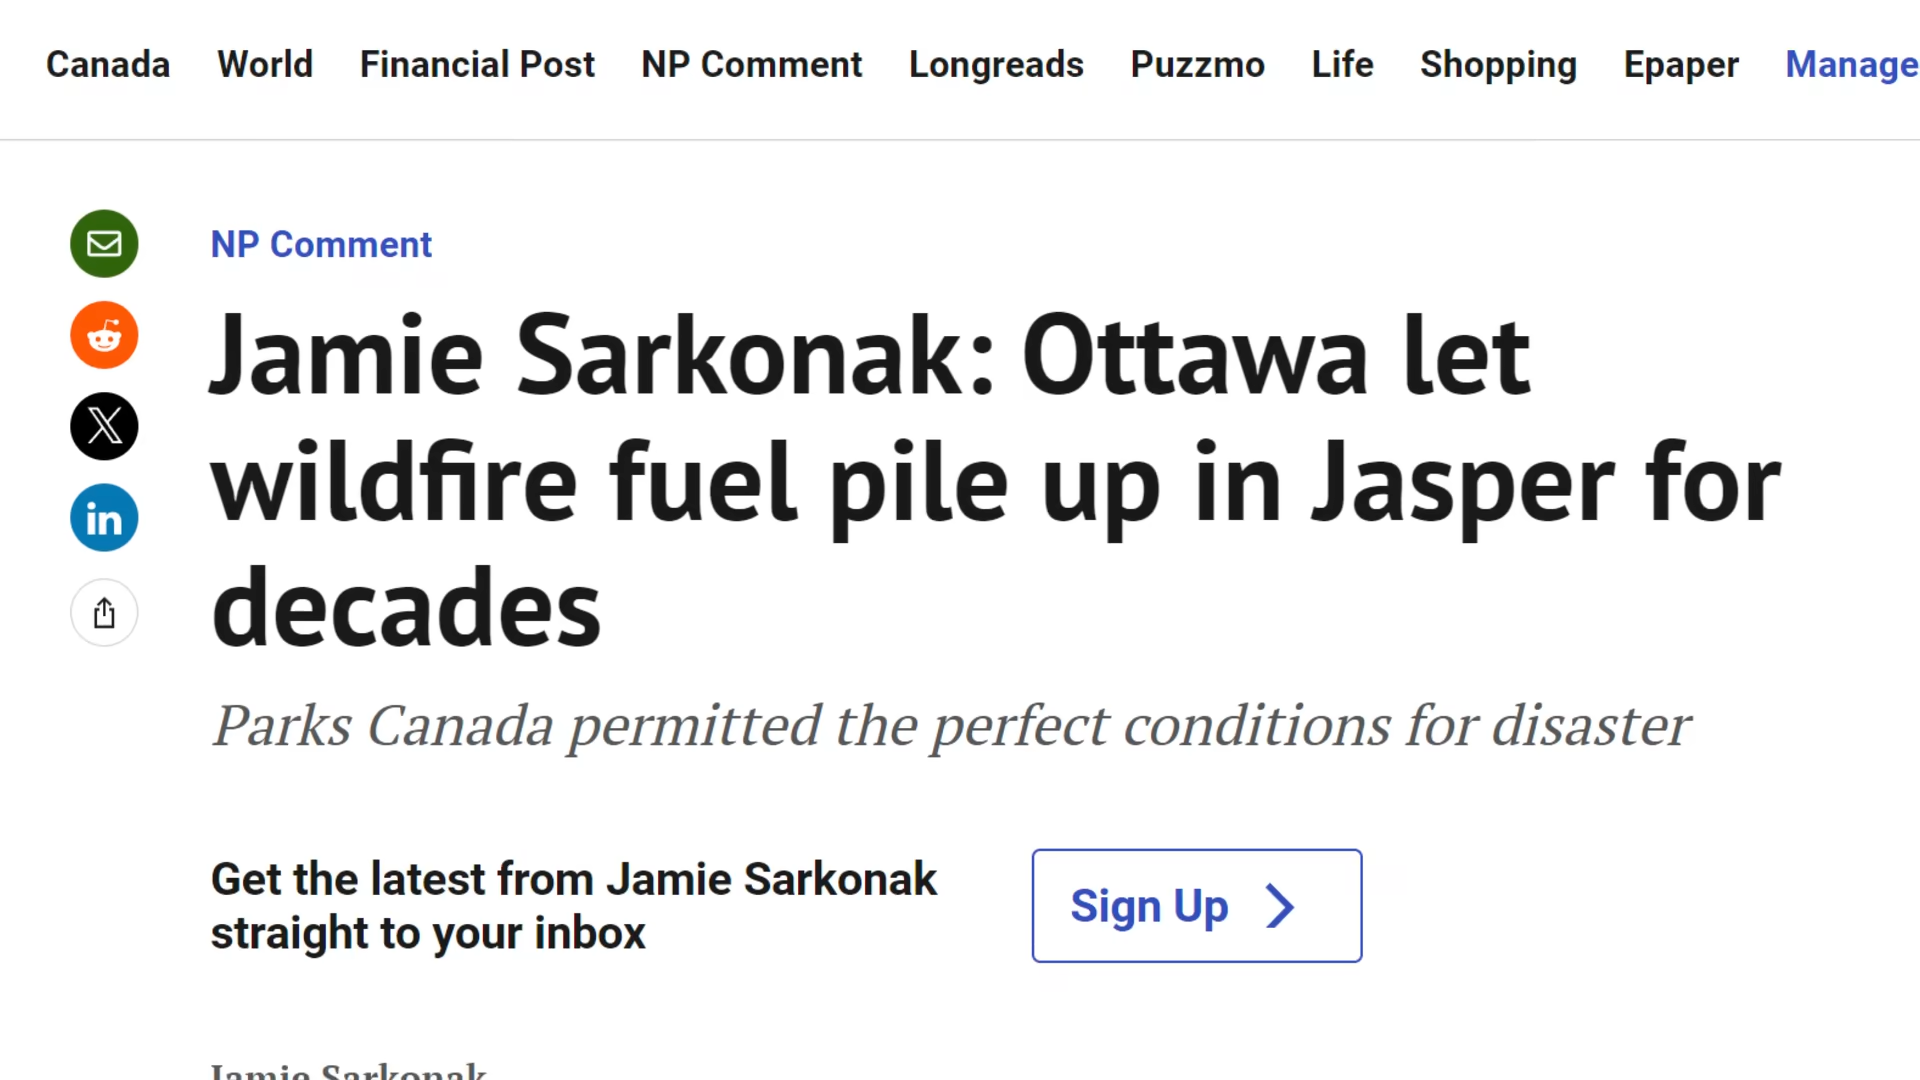 Canada World Financial Post NP Comment Longreads Puzzmo Life Shopping Epaper Manage
NP Comment
Jamie Sarkonak: Ottawa let
wildfire fuel pile up in Jasper for
decades
Parks Canada permitted the perfect conditions for disaster
Get the latest from Jamie Sarkonak
straight to your inbox
Sign Up
Jamie Sarkonak